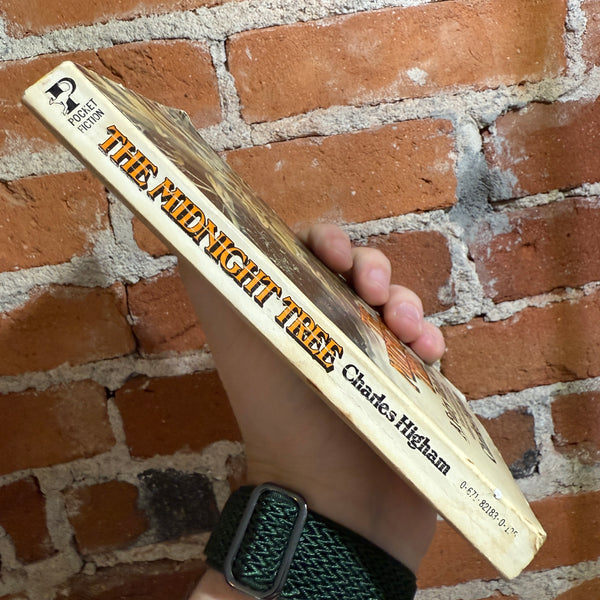 POCKET
FICTION
THE MIDNIGHT TREE
Charles Higham
0-671-82183-0